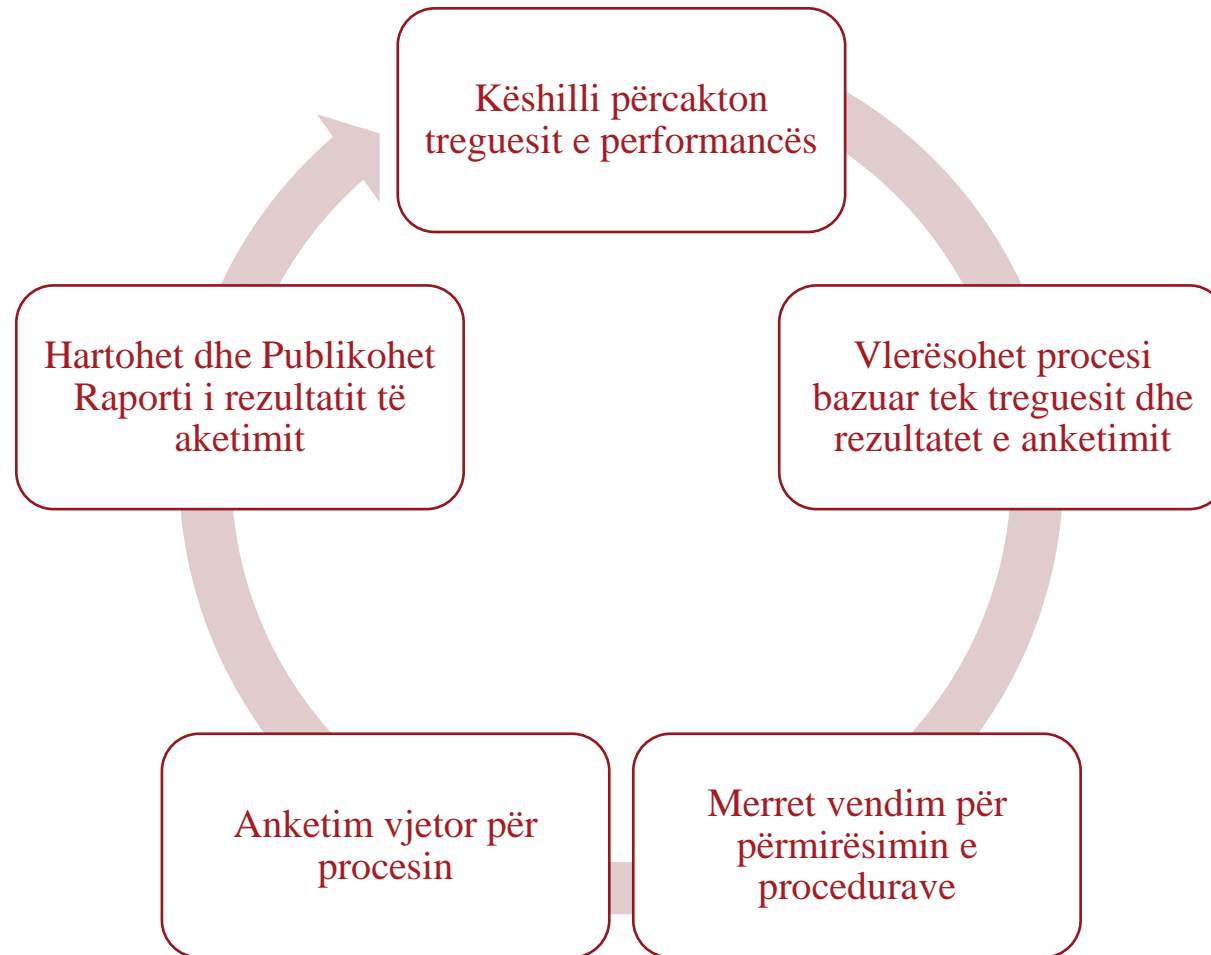 Këshilli përcakton
treguesit e performancës
Vlerësohet procesi
bazuar tek treguesit dhe
rezultatet e anketimit
Merret vendim për
përmirësimin e
procedurave
Anketim vjetor për
procesin
Hartohet dhe Publikohet
Raporti i rezultatit të
aketimit